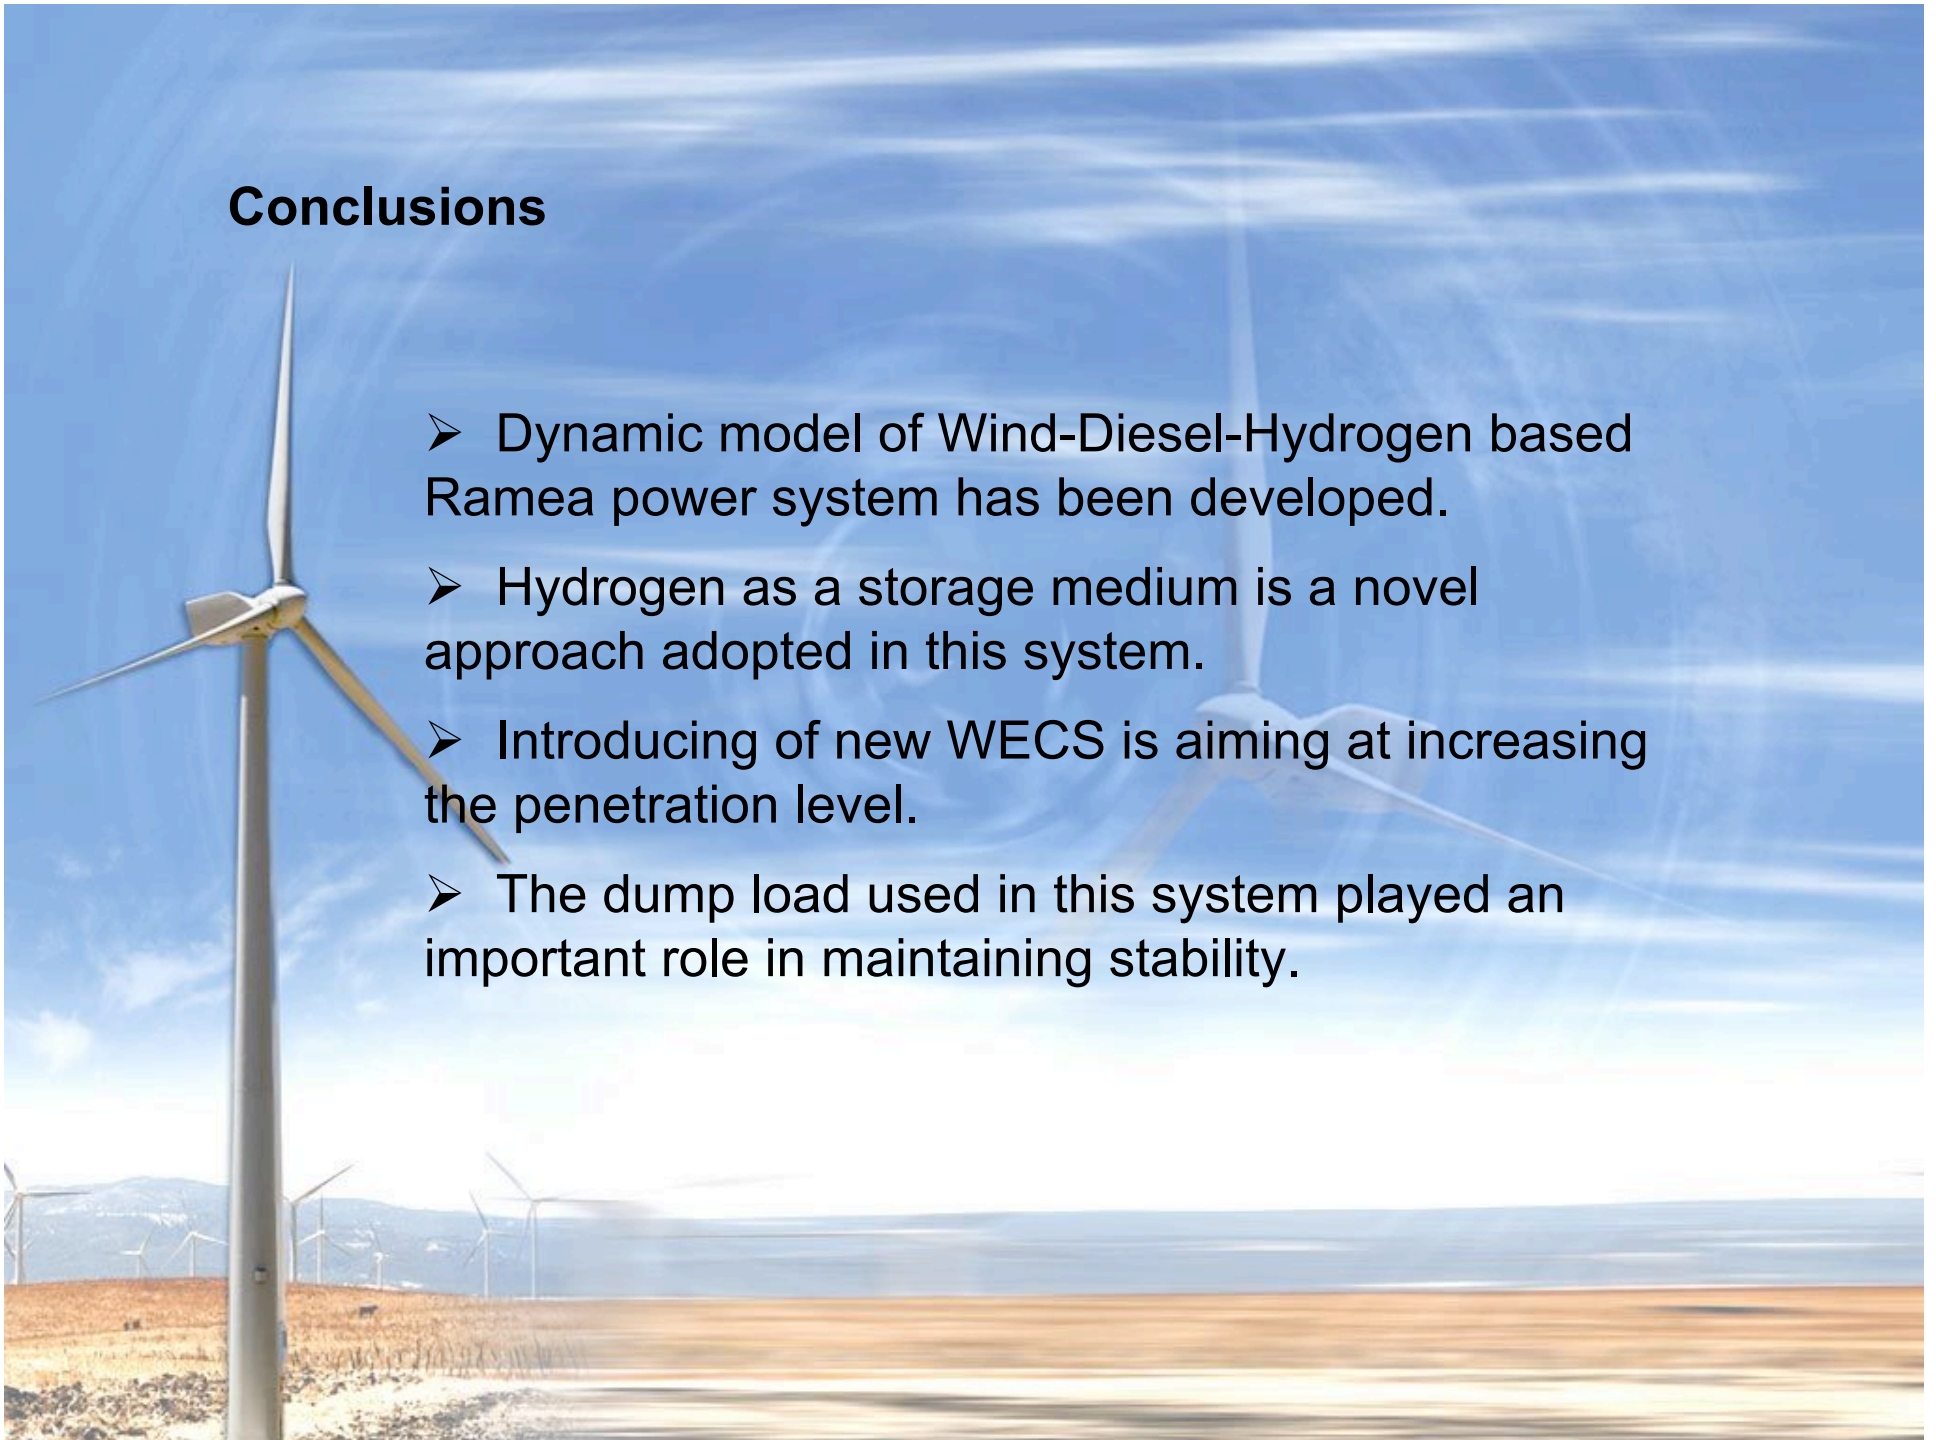 Conclusions
➢ Dynamic model of Wind-Diesel-Hydrogen based
Ramea power system has been developed.
➢ Hydrogen as a storage medium is a novel
approach adopted in this system.
➢ Introducing of new WECS is aiming at increasing
the penetration level.
➢ The dump load used in this system played an
important role in maintaining stability.